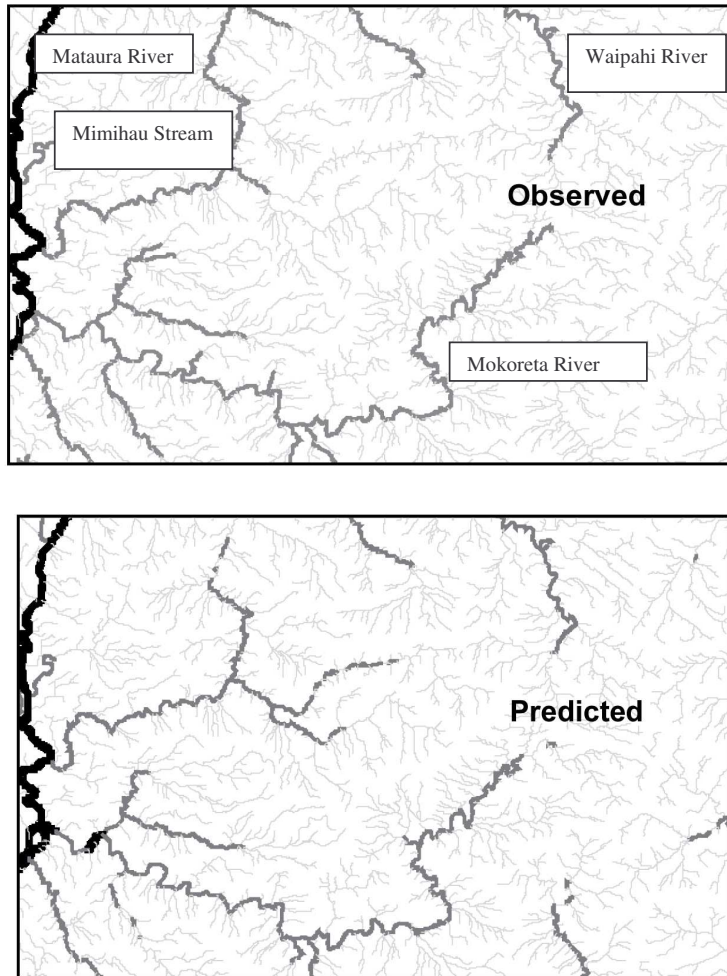 Mataura River
Waipahi River
Mimihau Stream
Observed
Mokoreta River
Predicted